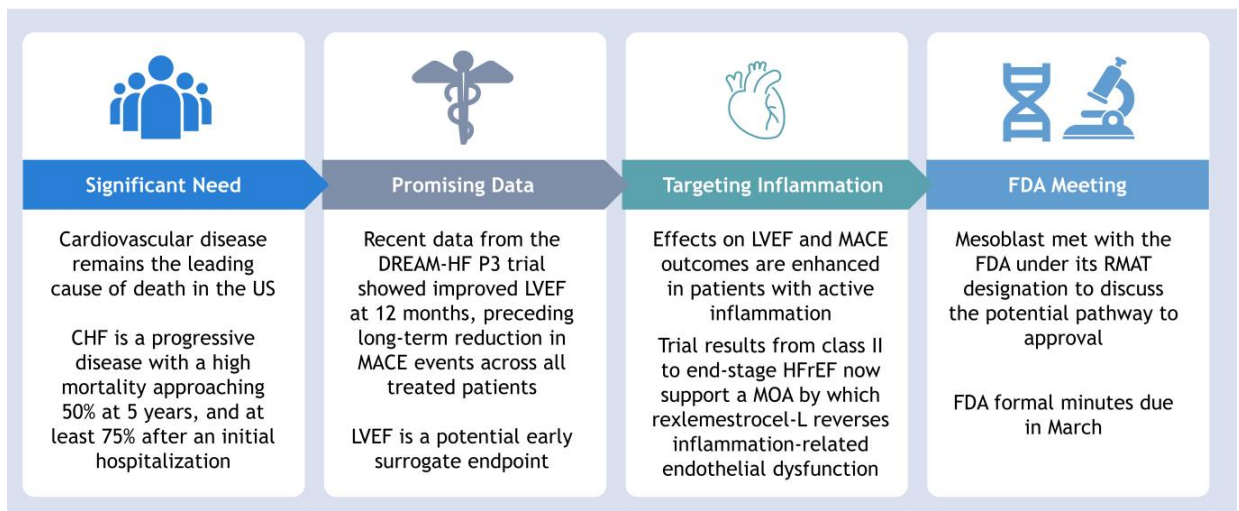 Significant Need
Cardiovascular disease
remains the leading
cause of death in the US
CHF is a progressive
disease with a high
mortality approaching
50% at 5 years, and at
least 75% after an initial
hospitalization
Promising Data
Recent data from the
DREAM-HF P3 trial
showed improved LVEF
at 12 months, preceding
long-term reduction in
MACE events across all
treated patients
LVEF is a potential early
surrogate endpoint
Targeting Inflammation
Effects on LVEF and MACE
outcomes are enhanced
in patients with active
inflammation
Trial results from class II
to end-stage HFrEF now
support a MOA by which
rexlemestrocel-L reverses
inflammation-related
endothelial dysfunction
FDA Meeting
Mesoblast met with the
FDA under its RMAT
designation to discuss
the potential pathway to
approval
FDA formal minutes due
in March